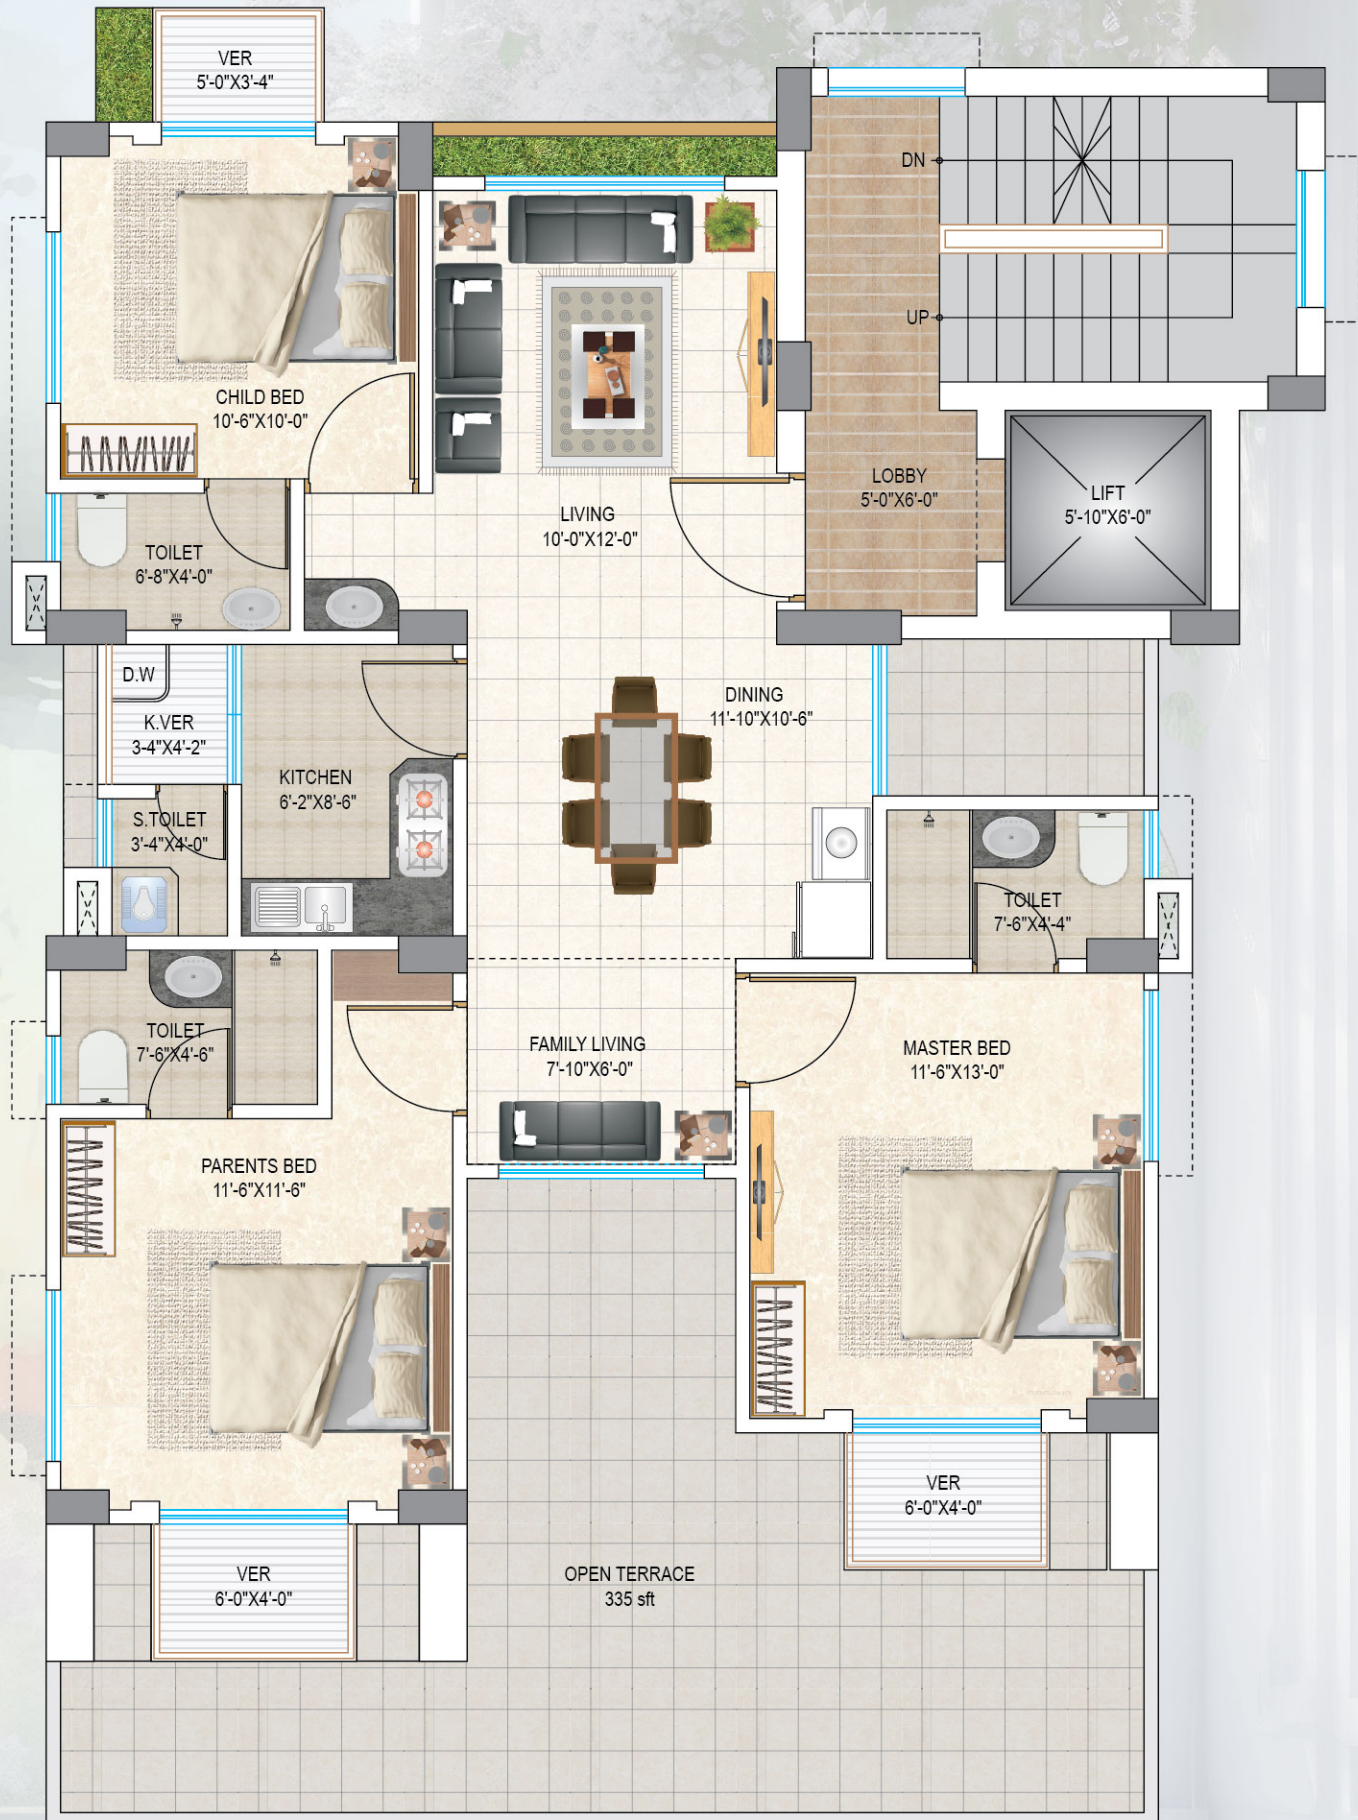 VER
5'-0"X3'-4"
DN
UP
CHILD BED
10'-6"X10'-0"
LOBBY
5'-0"X6'-0"
LIFT
5'-10"X6'-0"
LIVING
10'-0"X12'-0"
TOILET
6'-8"X4'-0"
D.W
K.VER
3-4"X4'-2"
DINING
11'-10"X10'-6"
KITCHEN
6'-2"X8'-6"
S.TOILET
3'-4"X4'-0"
TOILET
7'-6"X4'-4"
TOILET
7'-6"X4'-6"
FAMILY LIVING
7'-10"X6'-0"
MASTER BED
11'-6"X13'-0"
PARENTS BED
11'-6"X11'-6"
VER
6'-0"X4'-0"
VER
6'-0"X4'-0"
OPEN TERRACE
335 sft